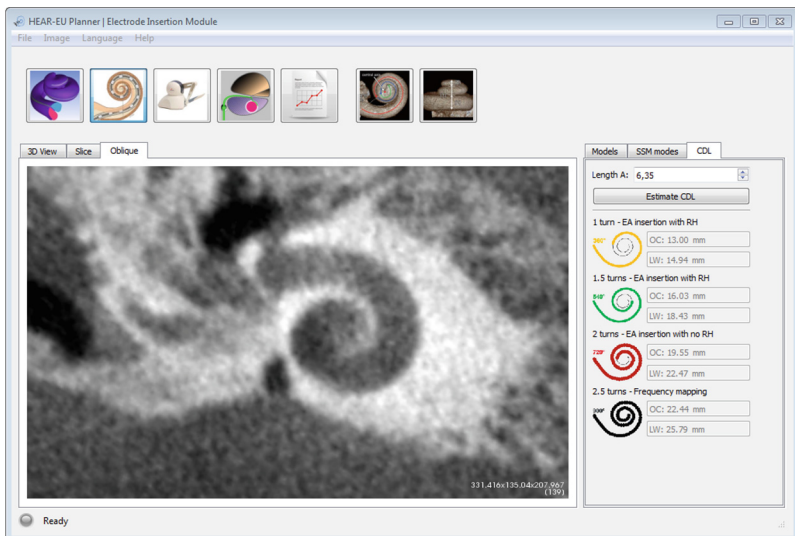 HEAR-EU Planner | Electrode Insertion Module
File Image Language Help
3D View Slice Oblique
Models SSM modes CDL
Length A: 6,35
Estimate CDL
1 turn - EA insertion with RH
OC: 13.00 mm
LW: 14.94 mm
1.5 turns - EA insertion with RH
OC: 16.03 mm
LW: 18.43 mm
2 turns - EA insertion with no RH
720°
OC: 19.55 mm
LW: 22.47 mm
2.5 turns - Frequency mapping
OC: 22.44 mm
LW: 25.79 mm
331.416x135.04x207.967
(139)
Ready